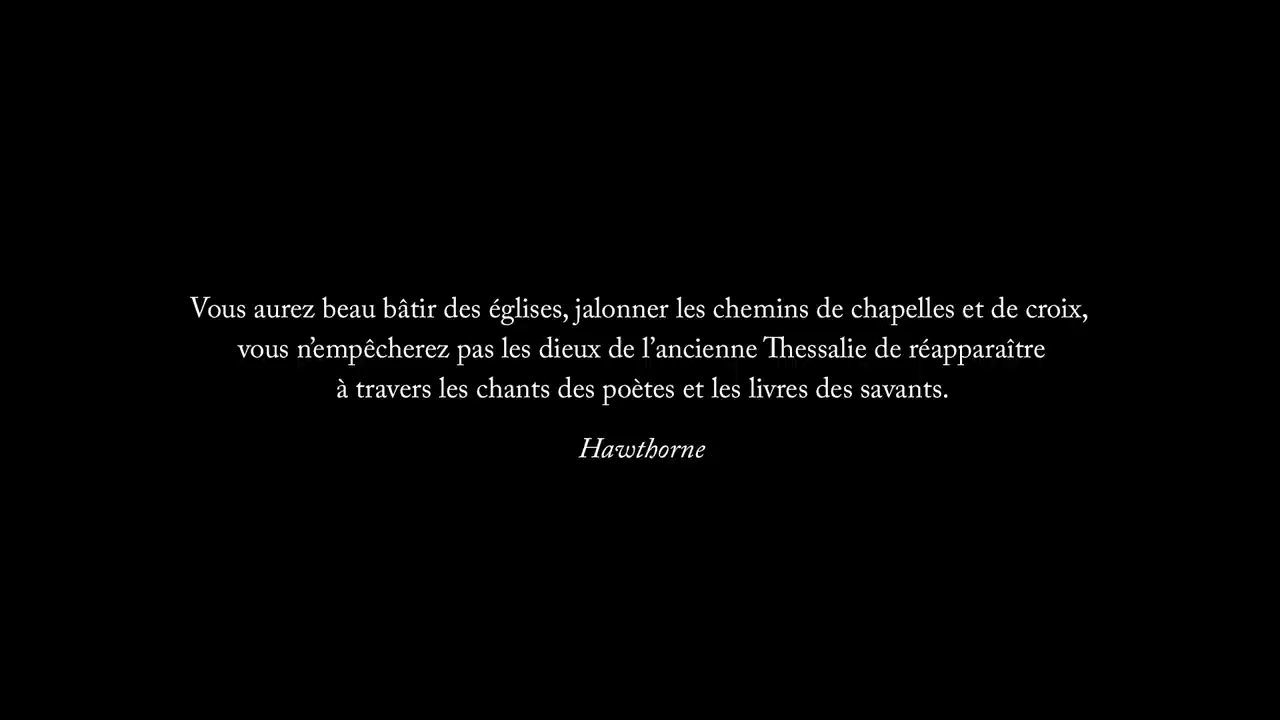 Vous aurez beau bâtir des églises, jalonner les chemins de chapelles et de croix,
vous n’empêcherez pas les dieux de l’ancienne Thessalie de réapparaître
à travers les chants des poètes et les livres des savants.
Hawthorne